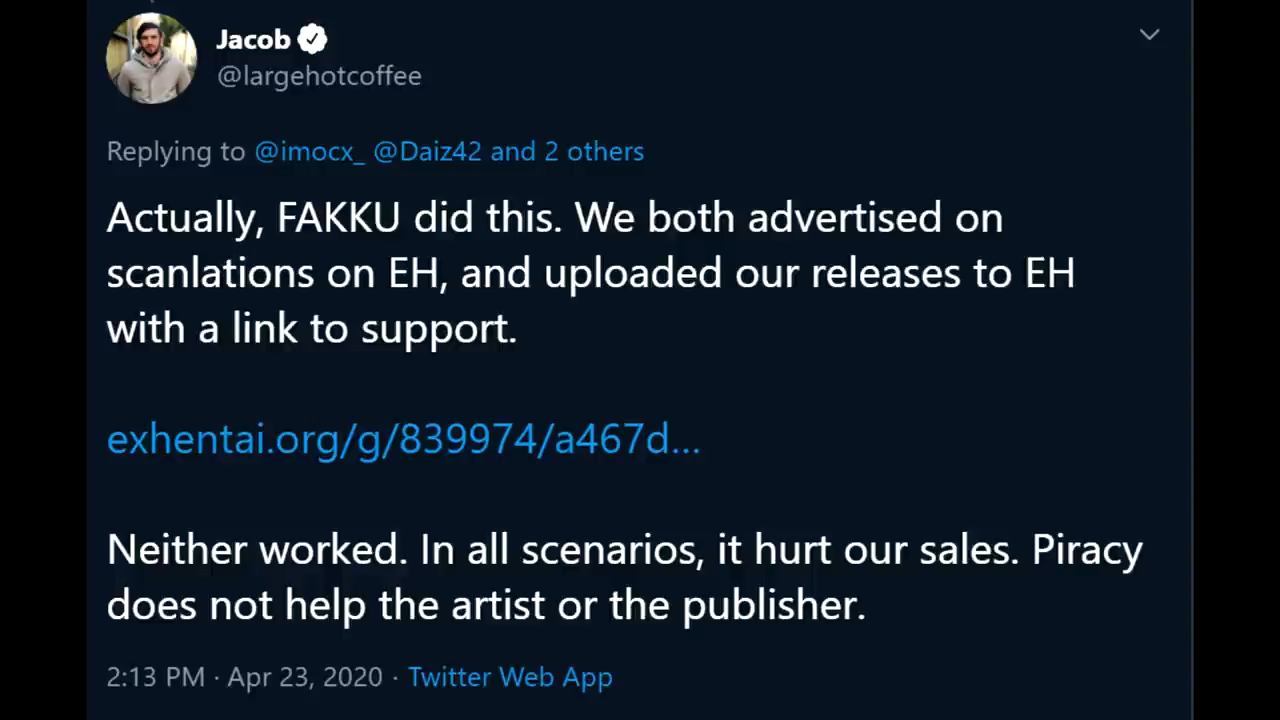 Jacob
@largehotcoffee
Replying to @imocx_ @Daiz42 and 2 others
Actually, FAKKU did this. We both advertised on
scanlations on EH, and uploaded our releases to EH
with a link to support.
exhentai.org/g/839974/a467d...
Neither worked. In all scenarios, it hurt our sales. Piracy
does not help the artist or the publisher.
2:13 PM · Apr 23, 2020 · Twitter Web App